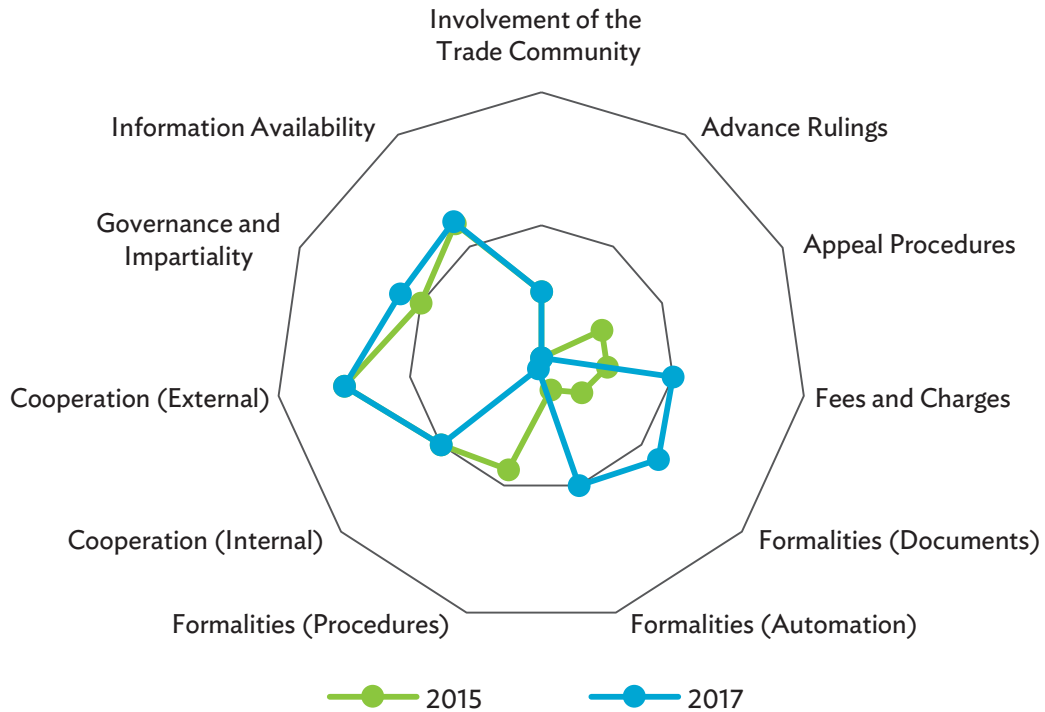 Involvement of the
Trade Community
Information Availability
Advance Rulings
Governance and
Impartiality
Appeal Procedures
Cooperation (External)
Fees and Charges
Cooperation (Internal)
Formalities (Documents)
Formalities (Procedures)
Formalities (Automation)
2015
2017